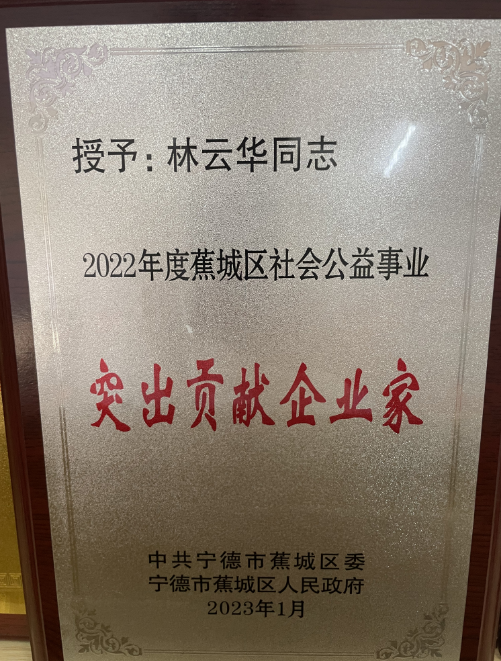 授予:林云华同志
2022年度蕉城区社会公益事业
突出贡献企业家
中共宁德市蕉城区委
宁德市蕉城区人民政府
2023年1月